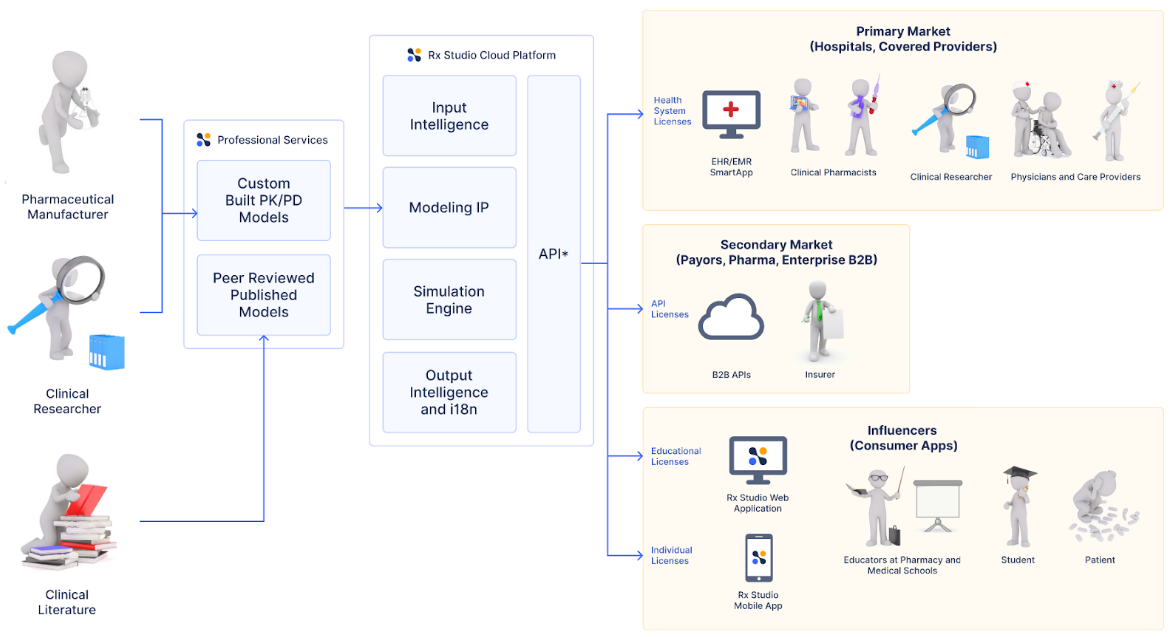 Pharmaceutical
Manufacturer
Clinical
Researcher
Clinical
Literature
Professional Services
Custom
Built PK/PD
Models
Peer Reviewed
Published
Models
Rx Studio Cloud Platform
Input
Intelligence
Modeling IP
Simulation
Engine
Output
Intelligence
and i18n
API*
Primary Market
(Hospitals, Covered Providers)
Health
System
Licenses
EHR/EMR
SmartApp
Clinical Pharmacists
Clinical Researcher
Physicians and Care Providers
Secondary Market
(Payors, Pharma, Enterprise B2B)
API
Licenses
B2B APIs
Insurer
Influencers
(Consumer Apps)
Educational
Licenses
Rx Studio Web
Application
Individual
Licenses
Rx Studio
Mobile App
Educators at Pharmacy and
Medical Schools
Student
Patient